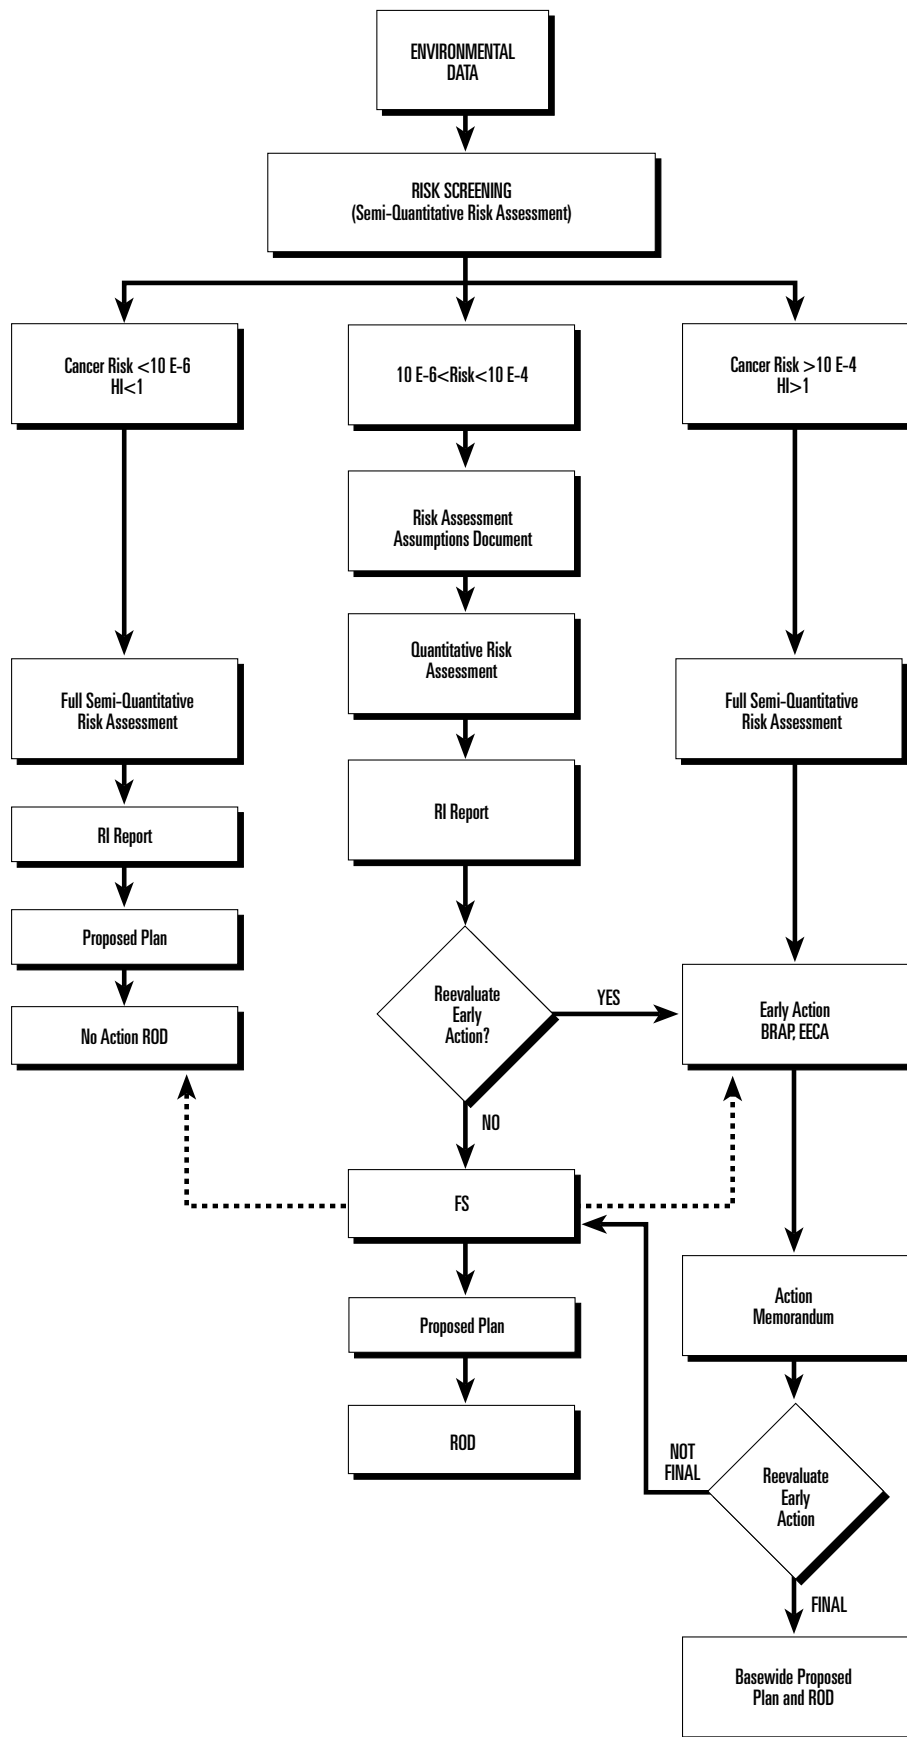 ENVIRONMENTAL
DATA
RISK SCREENING
(Semi-Quantitative Risk Assessment)
Cancer Risk <10 E-6
HI<1
10 E-6<Risk<10 E-4
Cancer Risk >10 E-4
HI>1
Risk Assessment
Assumptions Document
Quantitative Risk
Assessment
Full Semi-Quantitative
Risk Assessment
Full Semi-Quantitative
Risk Assessment
RI Report
RI Report
Proposed Plan
No Action ROD
Reevaluate
Early
Action?
YES
Early Action
BRAP, EECA
NO
FS
Proposed Plan
Action
Memorandum
ROD
NOT
FINAL
Reevaluate
Early
Action
FINAL
Basewide Proposed
Plan and ROD